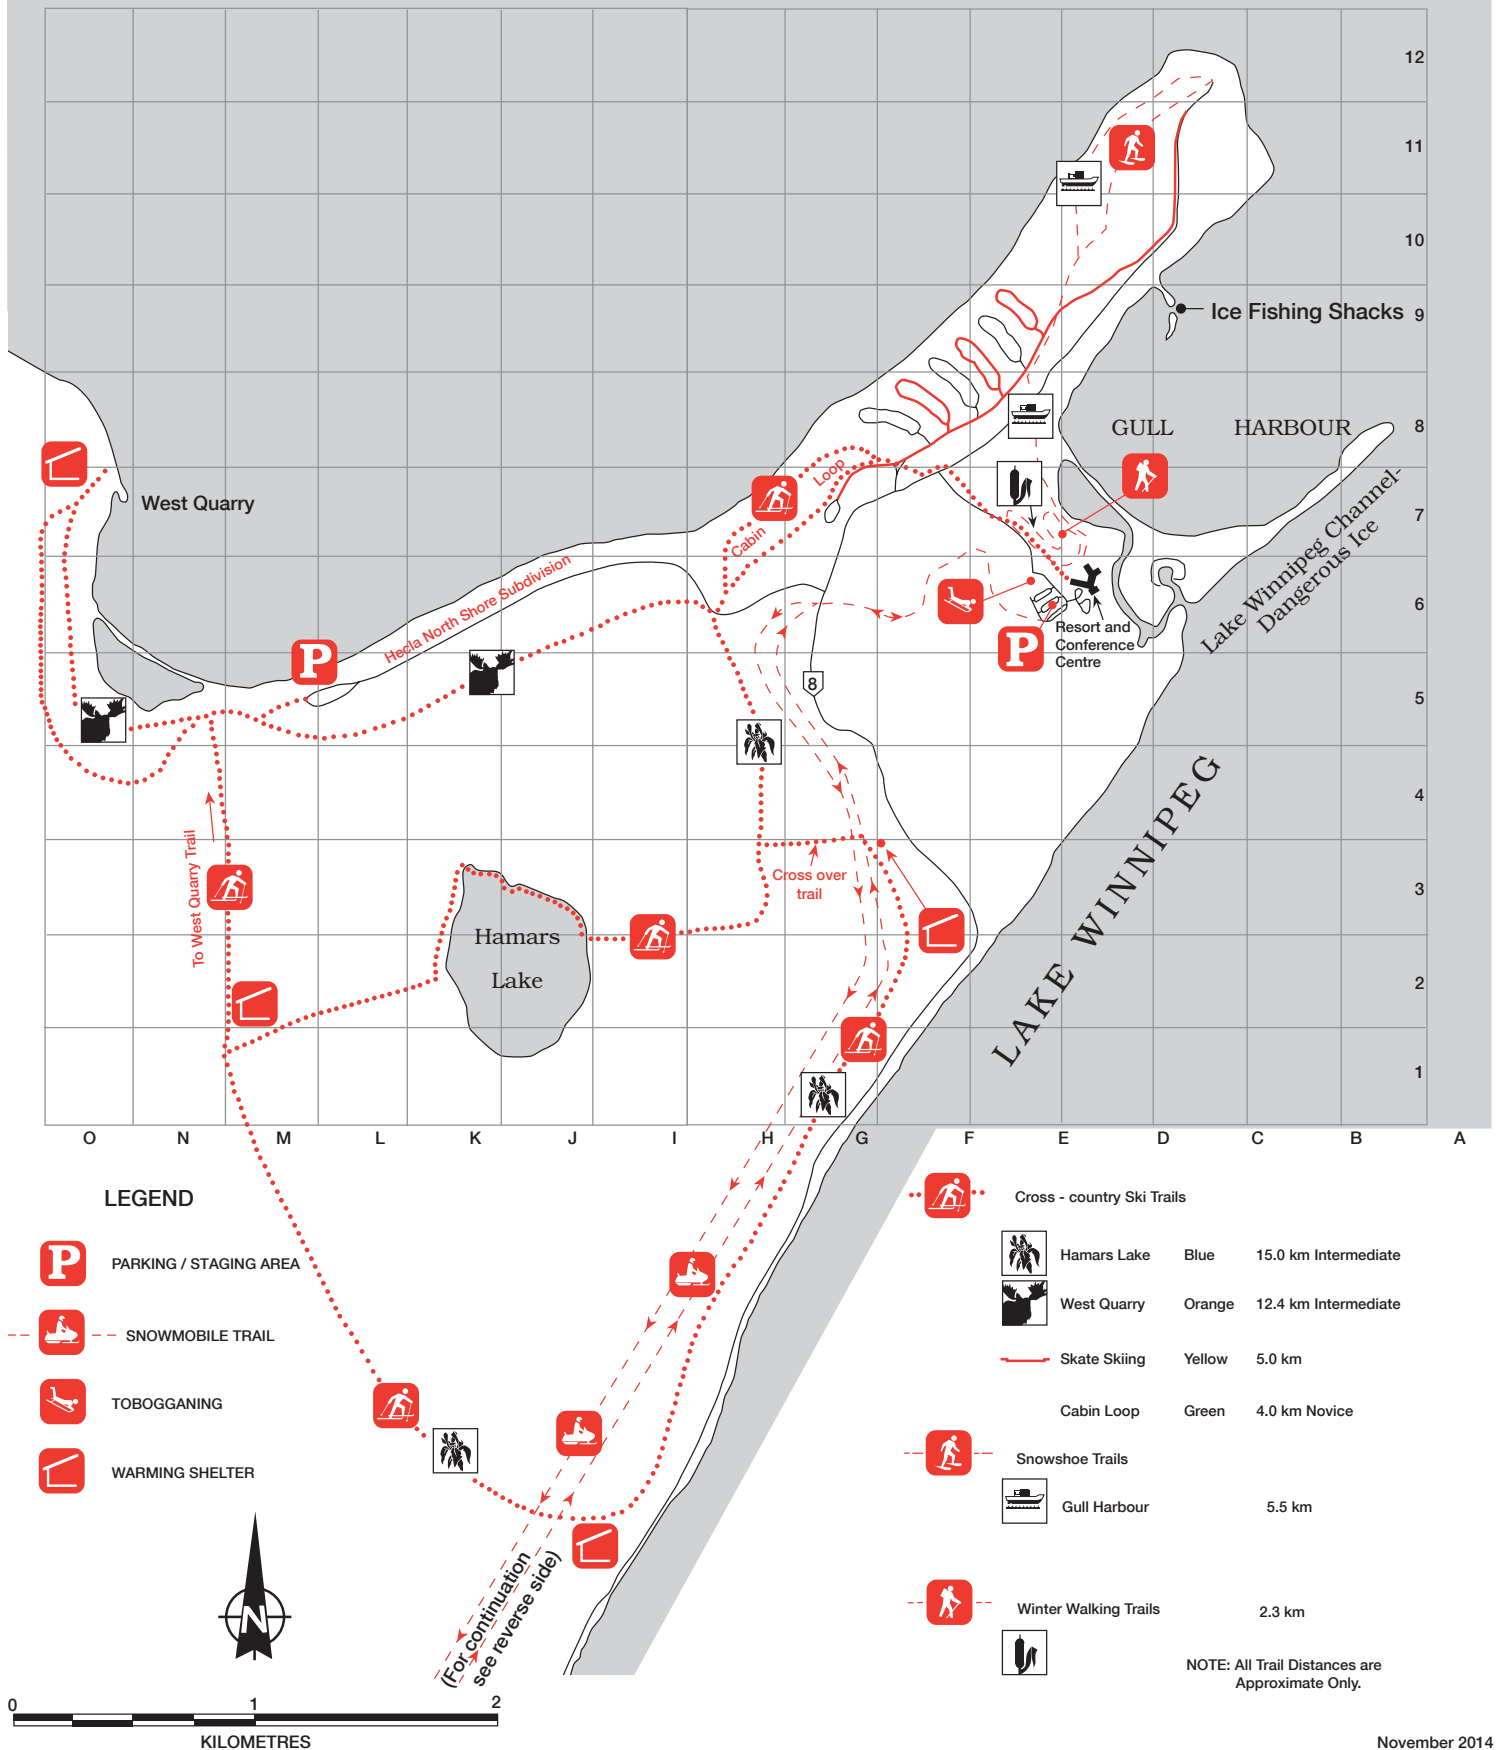 12
11
10
Ice Fishing Shacks 9
GULL HARBOUR 8
Loop
West Quarry
7
Cabin
Lake Winnipeg Channel-
Dangerous Ice
Hecla North Shore Subdivision
6
Resort and
Conference
Centre
P
P
8
5
4
LAKE WINNIPEG
To West Quarry Trail
Cross over
trail
3
Hamars
Lake
2
1
O N M L K J I H G F E D C B A
LEGEND
P PARKING / STAGING AREA
SNOWMOBILE TRAIL
TOBOGGANING
WARMING SHELTER
Cross - country Ski Trails
Hamars Lake Blue 15.0 km Intermediate
West Quarry Orange 12.4 km Intermediate
Skate Skiing Yellow 5.0 km
Cabin Loop Green 4.0 km Novice
Snowshoe Trails
Gull Harbour 5.5 km
Winter Walking Trails 2.3 km
NOTE: All Trail Distances are
Approximate Only.
(For continuation
see reverse side)
N
0 1 2
KILOMETRES
November 2014